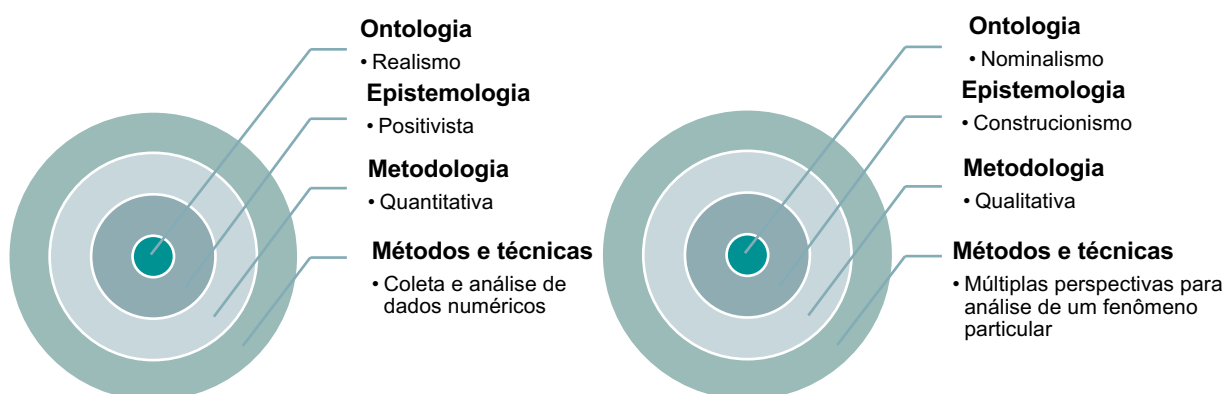 Ontologia
• Realismo
Epistemologia
• Positivista
Metodologia
• Quantitativa
Métodos e técnicas
• Coleta e análise de
dados numéricos
Ontologia
• Nominalismo
Epistemologia
• Construcionismo
Metodologia
• Qualitativa
Métodos e técnicas
• Múltiplas perspectivas para
análise de um fenômeno
particular